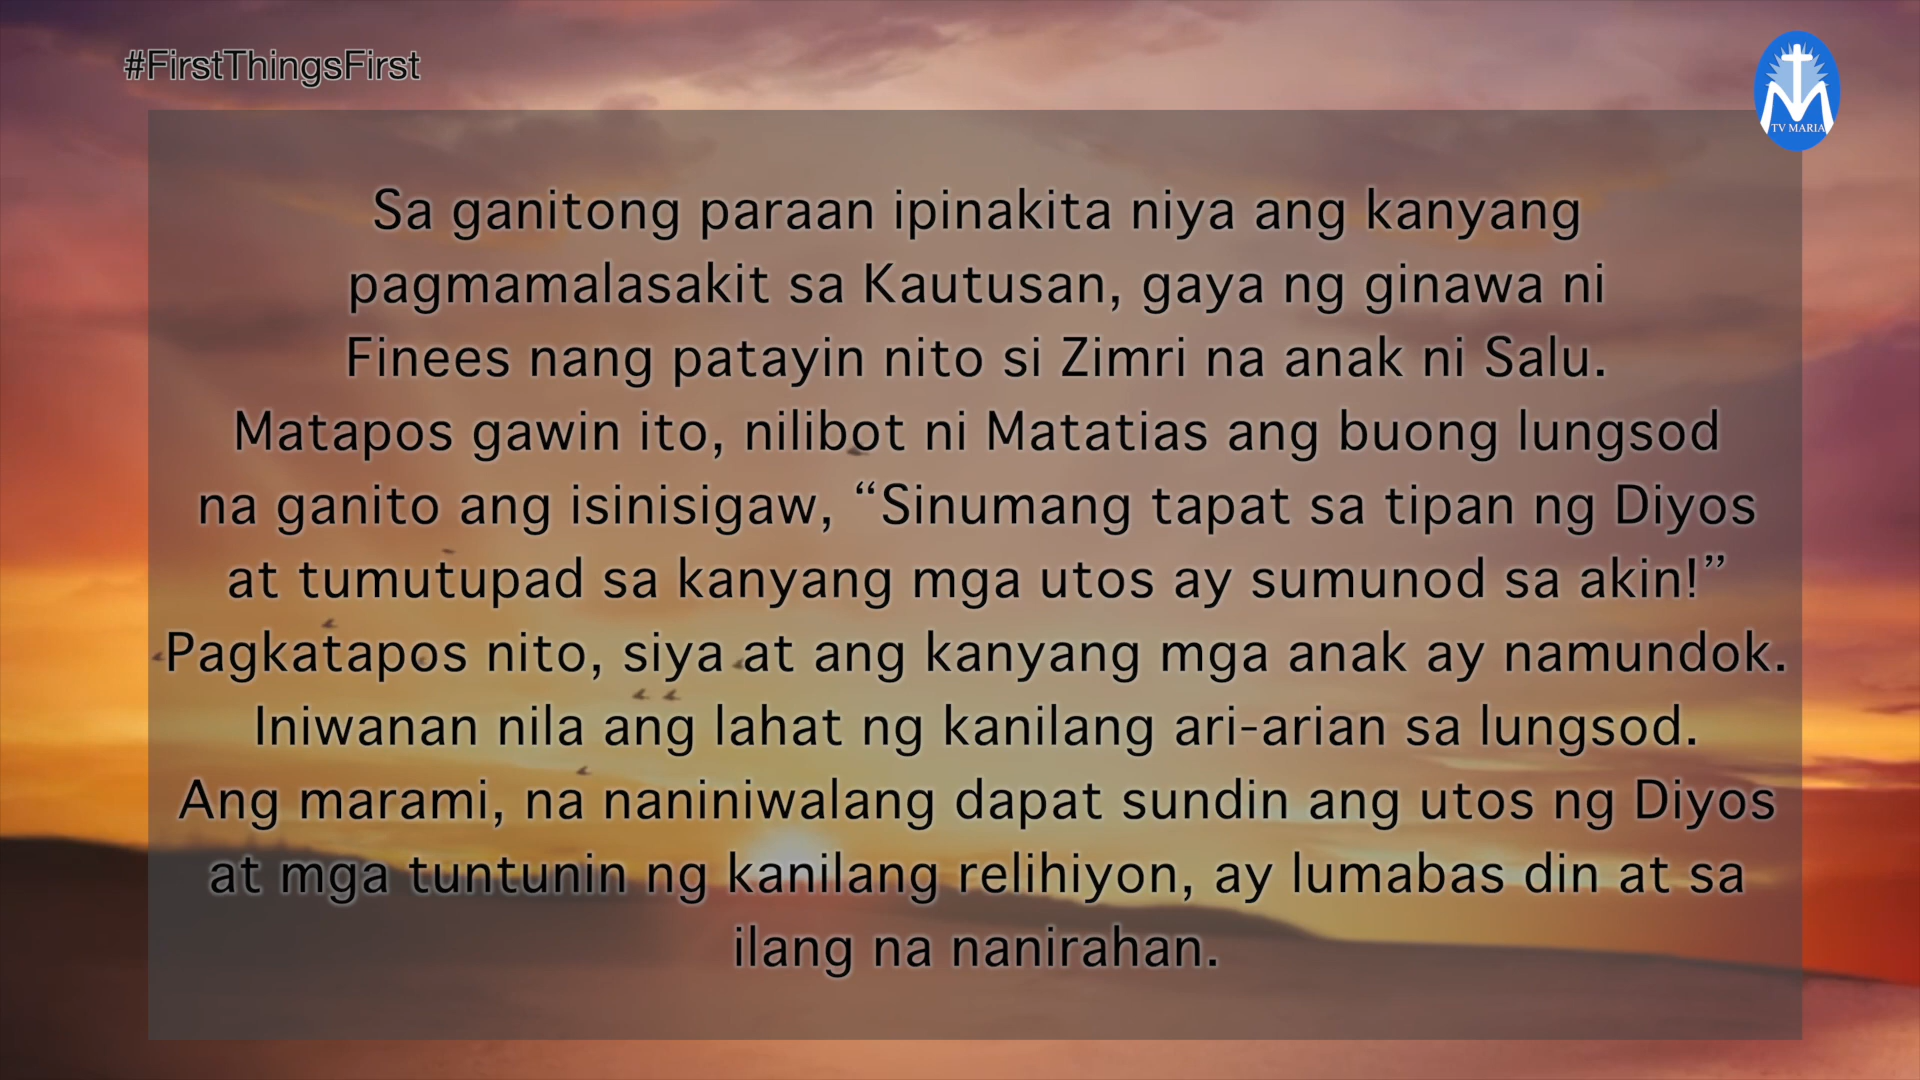 #FirstThingsFirst
TV MARIA
Sa ganitong paraan ipinakita niya ang kanyang
pagmamalasakit sa Kautusan, gaya ng ginawa ni
Finees nang patayin nito si Zimri na anak ni Salu.
Matapos gawin ito, nilibot ni Matatias ang buong lungsod
na ganito ang isinisigaw, “Sinumang tapat sa tipan ng Diyos
at tumutupad sa kanyang mga utos ay sumunod sa akin!”
Pagkatapos nito, siya at ang kanyang mga anak ay namundok.
Iniwanan nila ang lahat ng kanilang ari-arian sa lungsod.
Ang marami, na naniniwalang dapat sundin ang utos ng Diyos
at mga tuntunin ng kanilang relihiyon, ay lumabas din at sa
ilang na nanirahan.